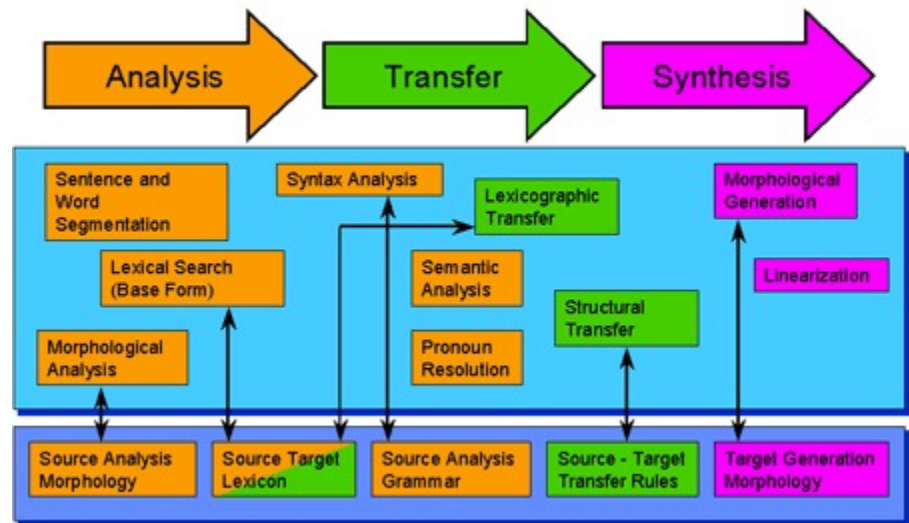 Analysis
Transfer
Synthesis
Sentence and
Word
Segmentation
Syntax Analysis
Lexicographic
Transfer
Morphological
Generation
Lexical Search
(Base Form)
Semantic
Analysis
Linearization
Structural
Transfer
Morphological
Analysis
Pronoun
Resolution
Source Analysis
Morphology
Source Target
Lexicon
Source Analysis
Grammar
Source - Target
Transfer Rules
Target Generation
Morphology